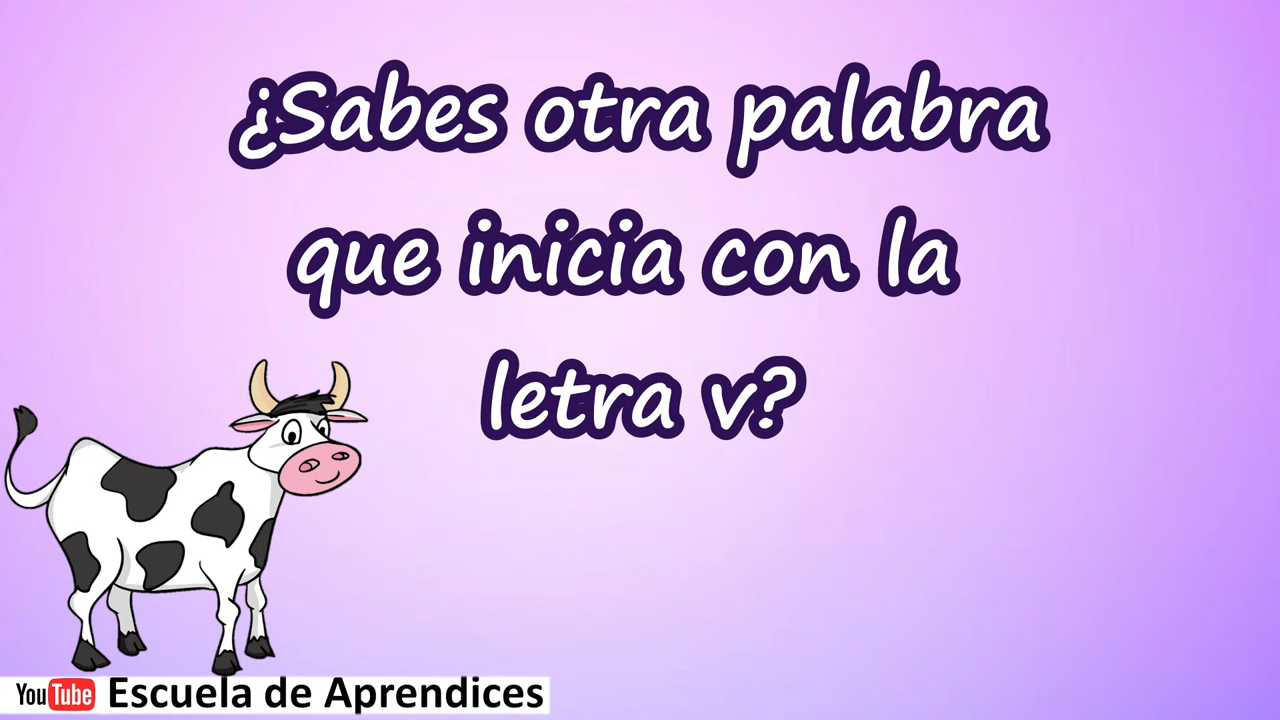 ¿Sabes otra palabra
que inicia con la
letra v?
YouTube Escuela de Aprendices